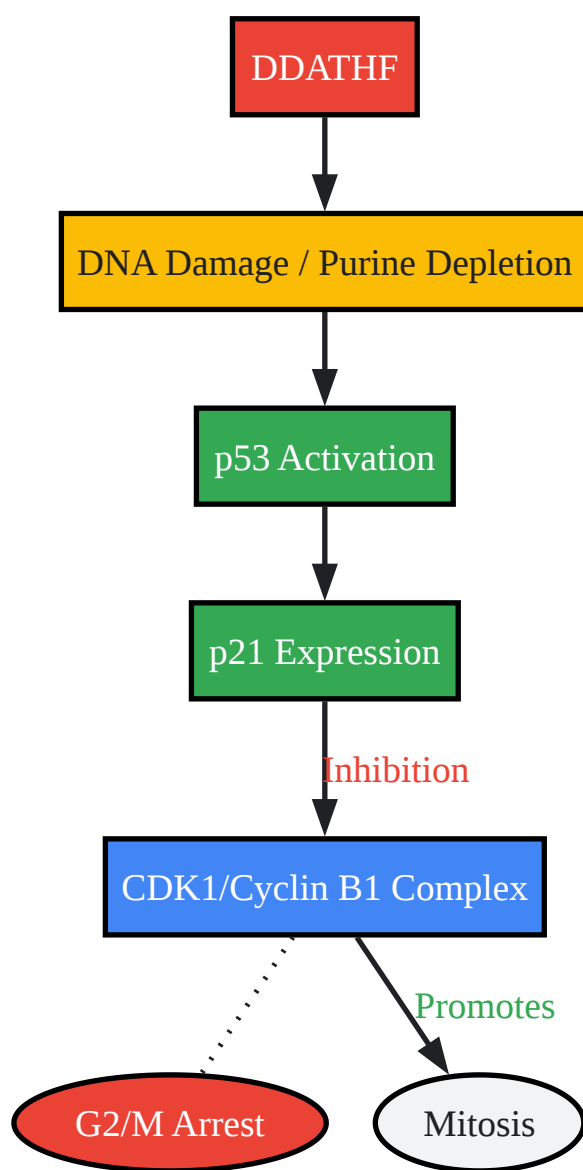 DDATHF
DNA Damage / Purine Depletion
p53 Activation
p21 Expression
Inhibition
CDK1/Cyclin B1 Complex
Promotes
G2/M Arrest
Mitosis